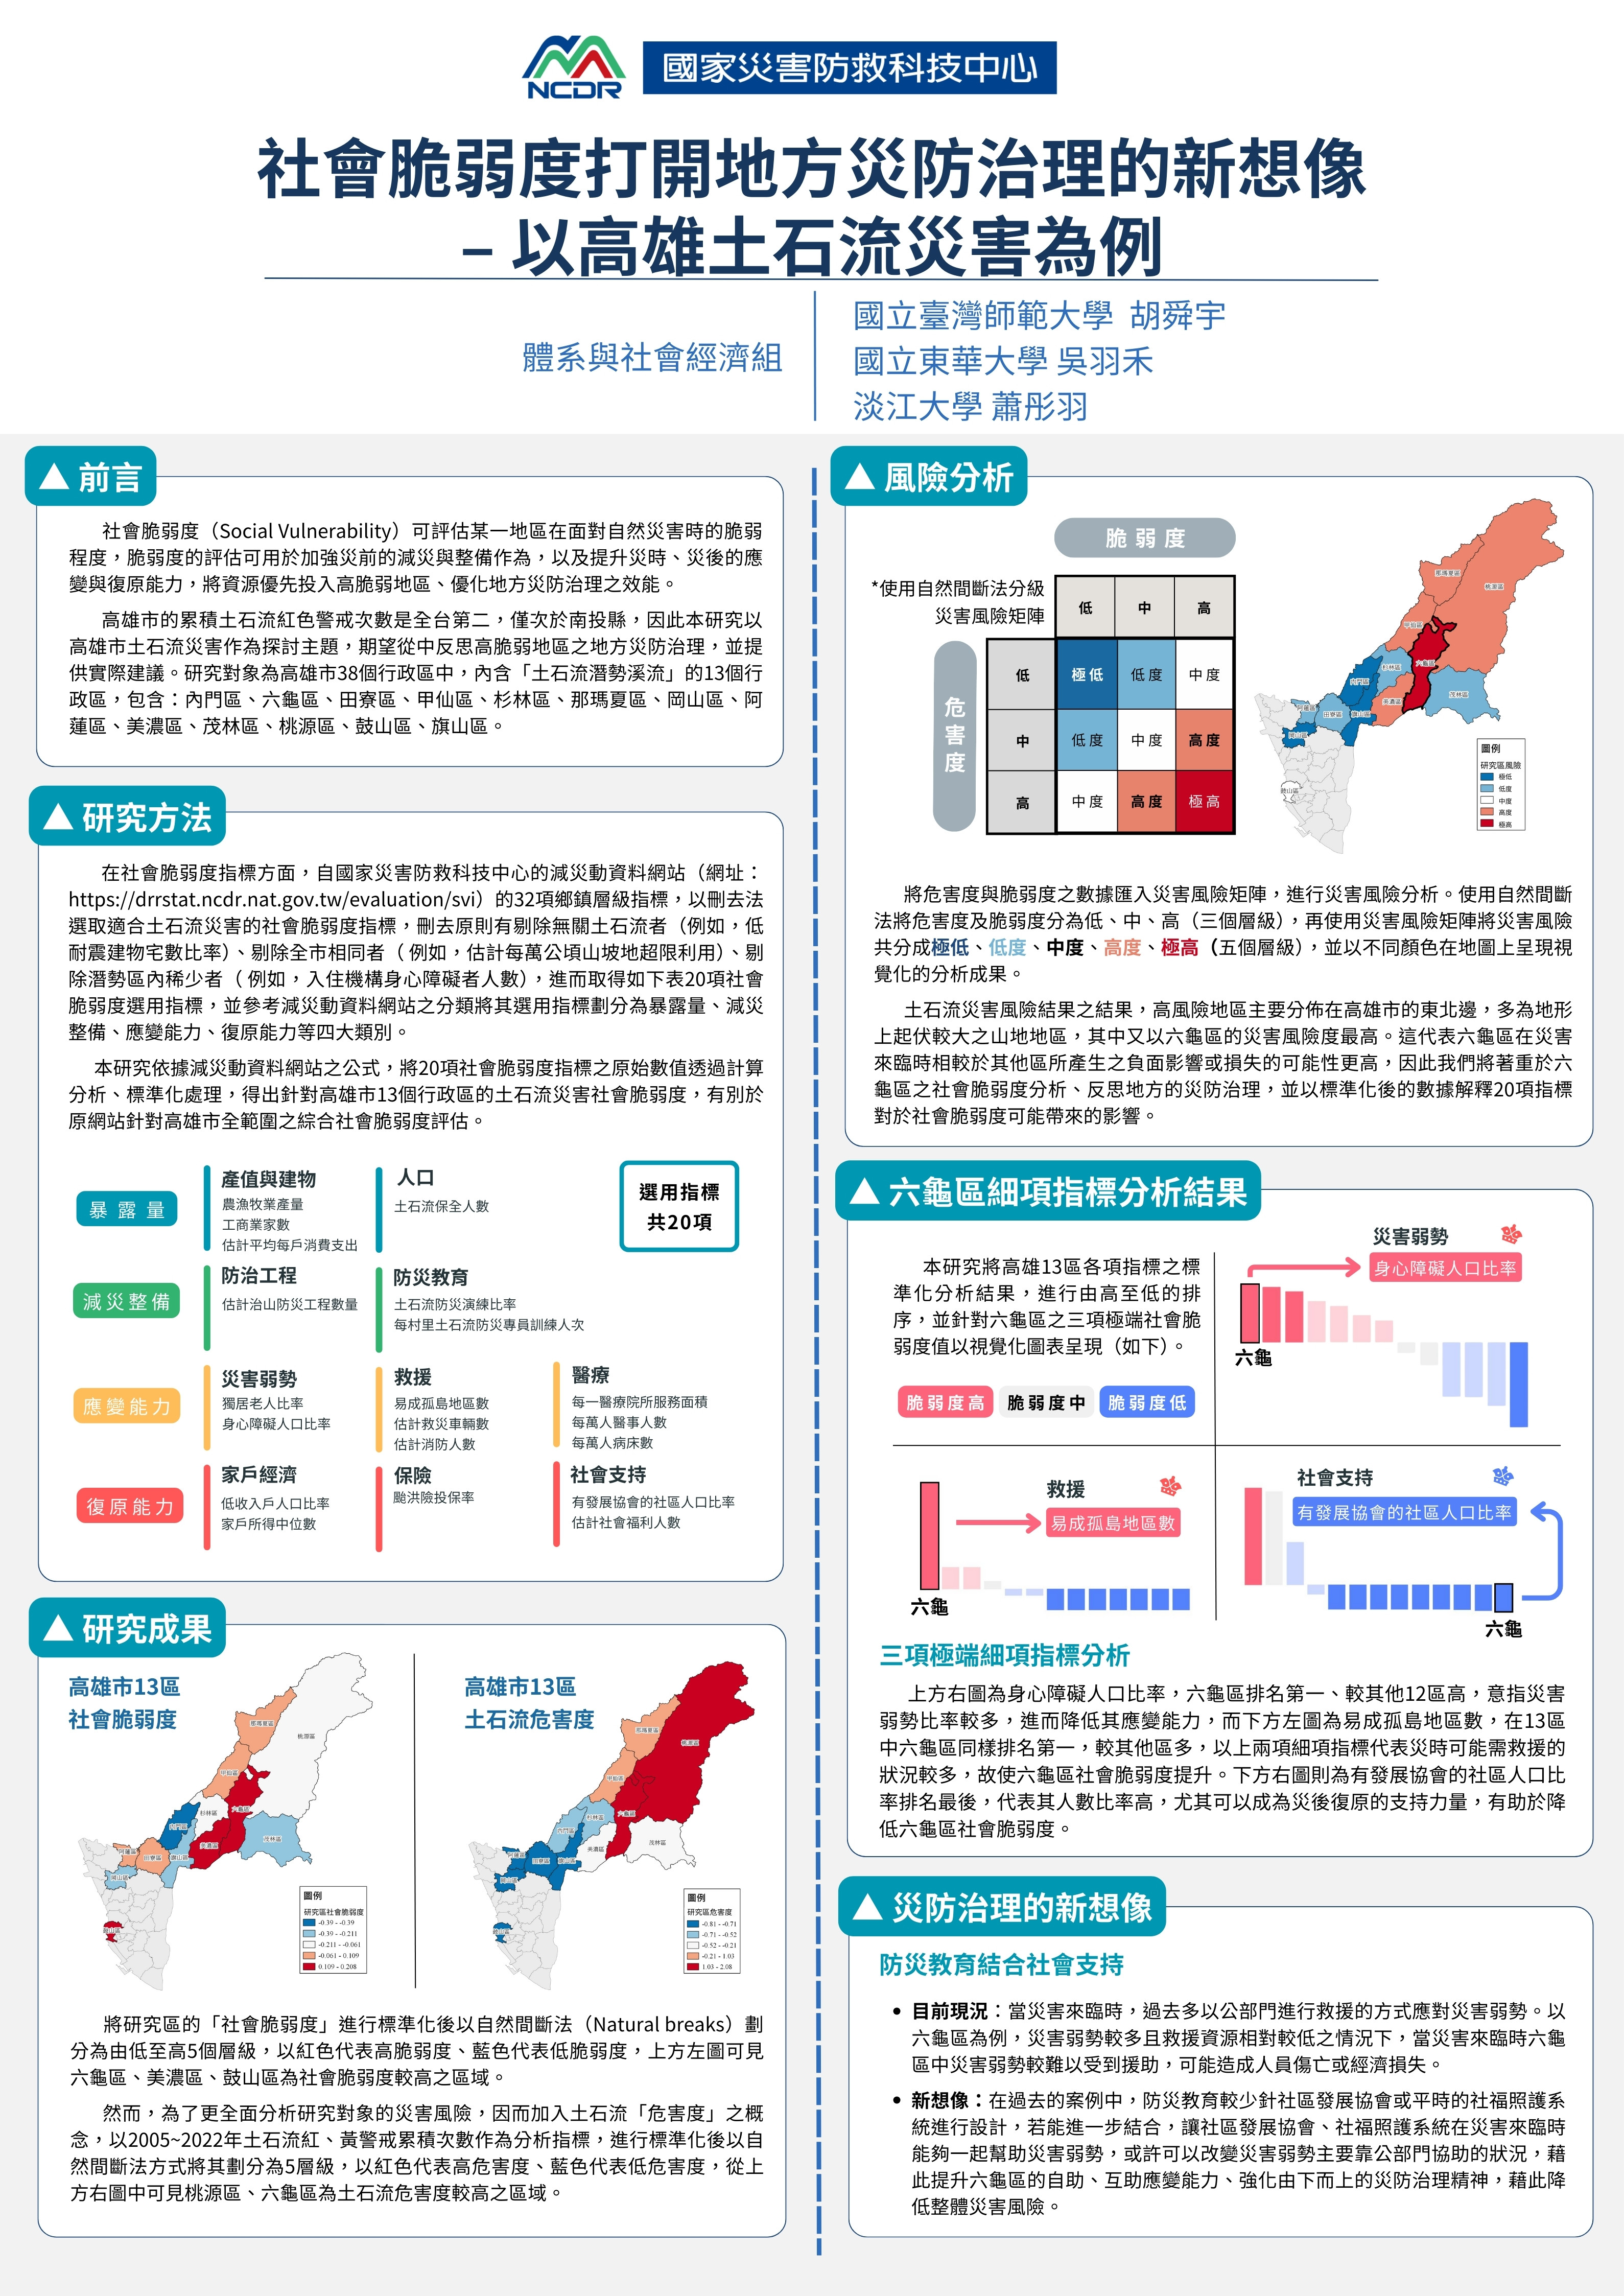 NCDR
國家災害防救科技中心
社會脆弱度打開地方災防治理的新想像
– 以高雄土石流災害為例
體系與社會經濟組
國立臺灣師範大學 胡舜宇
國立東華大學 吳羽禾
淡江大學 蕭彤羽
前言
社會脆弱度（Social Vulnerability）可評估某一地區在面對自然災害時的脆弱
程度，脆弱度的評估可用於加強災前的減災與整備作為，以及提升災時、災後的應
變與復原能力，將資源優先投入高脆弱地區、優化地方災防治理之效能。
高雄市的累積土石流紅色警戒次數是全台第二，僅次於南投縣，因此本研究以
高雄市土石流災害作為探討主題，期望從中反思高脆弱地區之地方災防治理，並提
供實際建議。研究對象為高雄市38個行政區中，內含「土石流潛勢溪流」的13個行
政區，包含：內門區、六龜區、田寮區、甲仙區、杉林區、那瑪夏區、岡山區、阿
蓮區、美濃區、茂林區、桃源區、鼓山區、旗山區。
研究方法
在社會脆弱度指標方面，自國家災害防救科技中心的減災動資料網站（網址：
https://drrstat.ncdr.nat.gov.tw/evaluation/svi）的32項鄉鎮層級指標，以刪去法
選取適合土石流災害的社會脆弱度指標，刪去原則有剔除無關土石流者（例如，低
耐震建物宅數比率）、剔除全市相同者（ 例如，估計每萬公頃山坡地超限利用）、剔
除潛勢區內稀少者（ 例如，入住機構身心障礙者人數），進而取得如下表20項社會
脆弱度選用指標，並參考減災動資料網站之分類將其選用指標劃分為暴露量、減災
整備、應變能力、復原能力等四大類別。
本研究依據減災動資料網站之公式，將20項社會脆弱度指標之原始數值透過計算
分析、標準化處理，得出針對高雄市13個行政區的土石流災害社會脆弱度，有別於
原網站針對高雄市全範圍之綜合社會脆弱度評估。
選用指標
共20項
暴露量
產值與建物
農漁牧業產量
工商業家數
估計平均每戶消費支出
人口
土石流保全人數
減災整備
防治工程
估計治山防災工程數量
防災教育
土石流防災演練比率
每村里土石流防災專員訓練人次
應變能力
災害弱勢
獨居老人比率
身心障礙人口比率
救援
易成孤島地區數
估計救災車輛數
估計消防人數
醫療
每一醫療院所服務面積
每萬人醫事人數
每萬人病床數
復原能力
家戶經濟
低收入戶人口比率
家戶所得中位數
保險
颱洪險投保率
社會支持
有發展協會的社區人口比率
估計社會福利人數
研究成果
高雄市13區
社會脆弱度
那瑪夏區
桃源區
甲仙區
六龜區
杉林區
內門區
美濃區
茂林區
阿蓮區
田寮區
旗山區
岡山區
鼓山區
圖例
研究區社會脆弱度
-0.39 - -0.39
-0.39 - -0.211
-0.211 - -0.061
-0.061 - 0.109
0.109 - 0.208
高雄市13區
土石流危害度
那瑪夏區
桃源區
甲仙區
六龜區
杉林區
內門區
美濃區
茂林區
阿蓮區
田寮區
旗山區
岡山區
鼓山區
圖例
研究區危害度
-0.81 - -0.71
-0.71 - -0.52
-0.52 - -0.21
-0.21 - 1.03
1.03 - 2.08
將研究區的「社會脆弱度」進行標準化後以自然間斷法（Natural breaks）劃
分為由低至高5個層級，以紅色代表高脆弱度、藍色代表低脆弱度，上方左圖可見
六龜區、美濃區、鼓山區為社會脆弱度較高之區域。
然而，為了更全面分析研究對象的災害風險，因而加入土石流「危害度」之概
念，以2005~2022年土石流紅、黃警戒累積次數作為分析指標，進行標準化後以自
然間斷法方式將其劃分為5層級，以紅色代表高危害度、藍色代表低危害度，從上
方右圖中可見桃源區、六龜區為土石流危害度較高之區域。
風險分析
脆弱度
*使用自然間斷法分級
災害風險矩陣
低 中 高
危害度
低 極低 低度 中度
中 低度 中度 高度
高 中度 高度 極高
那瑪夏區
桃源區
甲仙區
六龜區
杉林區
內門區
美濃區
茂林區
阿蓮區
田寮區
旗山區
岡山區
鼓山區
圖例
研究區風險
極低
低度
中度
高度
極高
將危害度與脆弱度之數據匯入災害風險矩陣，進行災害風險分析。使用自然間斷
法將危害度及脆弱度分為低、中、高（三個層級），再使用災害風險矩陣將災害風險
共分成極低、低度、中度、高度、極高（五個層級），並以不同顏色在地圖上呈現視
覺化的分析成果。
土石流災害風險結果之結果，高風險地區主要分佈在高雄市的東北邊，多為地形
上起伏較大之山地地區，其中又以六龜區的災害風險度最高。這代表六龜區在災害
來臨時相較於其他區所產生之負面影響或損失的可能性更高，因此我們將著重於六
龜區之社會脆弱度分析、反思地方的災防治理，並以標準化後的數據解釋20項指標
對於社會脆弱度可能帶來的影響。
六龜區細項指標分析結果
本研究將高雄13區各項指標之標
準化分析結果，進行由高至低的排
序，並針對六龜區之三項極端社會脆
弱度值以視覺化圖表呈現（如下）。
脆弱度高 脆弱度中 脆弱度低
災害弱勢
身心障礙人口比率
六龜
救援
易成孤島地區數
六龜
社會支持
有發展協會的社區人口比率
六龜
三項極端細項指標分析
上方右圖為身心障礙人口比率，六龜區排名第一、較其他12區高，意指災害
弱勢比率較多，進而降低其應變能力，而下方左圖為易成孤島地區數，在13區
中六龜區同樣排名第一，較其他區多，以上兩項細項指標代表災時可能需救援的
狀況較多，故使六龜區社會脆弱度提升。下方右圖則為有發展協會的社區人口比
率排名最後，代表其人數比率高，尤其可以成為災後復原的支持力量，有助於降
低六龜區社會脆弱度。
災防治理的新想像
防災教育結合社會支持
• 目前現況：當災害來臨時，過去多以公部門進行救援的方式應對災害弱勢。以
六龜區為例，災害弱勢較多且救援資源相對較低之情況下，當災害來臨時六龜
區中災害弱勢較難以受到援助，可能造成人員傷亡或經濟損失。
• 新想像：在過去的案例中，防災教育較少針社區發展協會或平時的社福照護系
統進行設計，若能進一步結合，讓社區發展協會、社福照護系統在災害來臨時
能夠一起幫助災害弱勢，或許可以改變災害弱勢主要靠公部門協助的狀況，藉
此提升六龜區的自助、互助應變能力、強化由下而上的災防治理精神，藉此降
低整體災害風險。